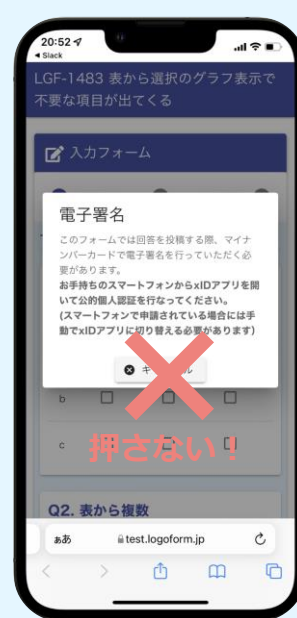 20:52
◀ Slack
LGF-1483 表から選択のグラフ表示で
不要な項目が出てくる
入力フォーム
電子署名
このフォームでは回答を投稿する際、マイナ
ンバーカードで電子署名を行っていただく必
要があります。
お手持ちのスマートフォンからxIDアプリを開
いて公的個人認証を行なってください。
(スマートフォンで申請されている場合には手
動でxIDアプリに切り替える必要があります)
b
c
押さない！
Q2. 表から複数
ぁあ test.logoform.jp